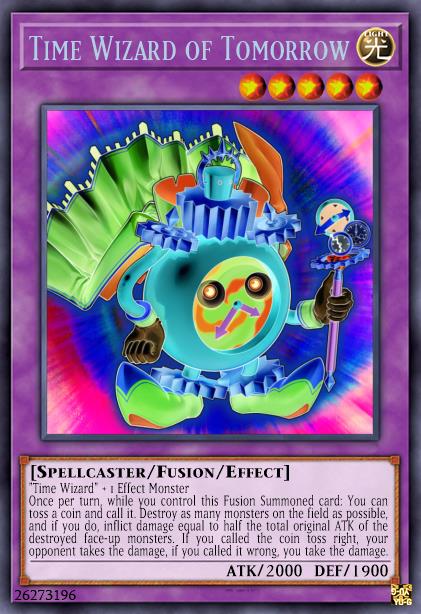 TIME WIZARD OF TOMORROW
LIGHT
光
[SPELLCASTER/FUSION/EFFECT]
"Time Wizard" + 1 Effect Monster
Once per turn, while you control this Fusion Summoned card: You can
toss a coin and call it. Destroy as many monsters on the field as possible,
and if you do, inflict damage equal to half the total original ATK of the
destroyed face-up monsters. If you called the coin toss right, your
opponent takes the damage, if you called it wrong, you take the damage.
ATK/2000 DEF/1900
26273196